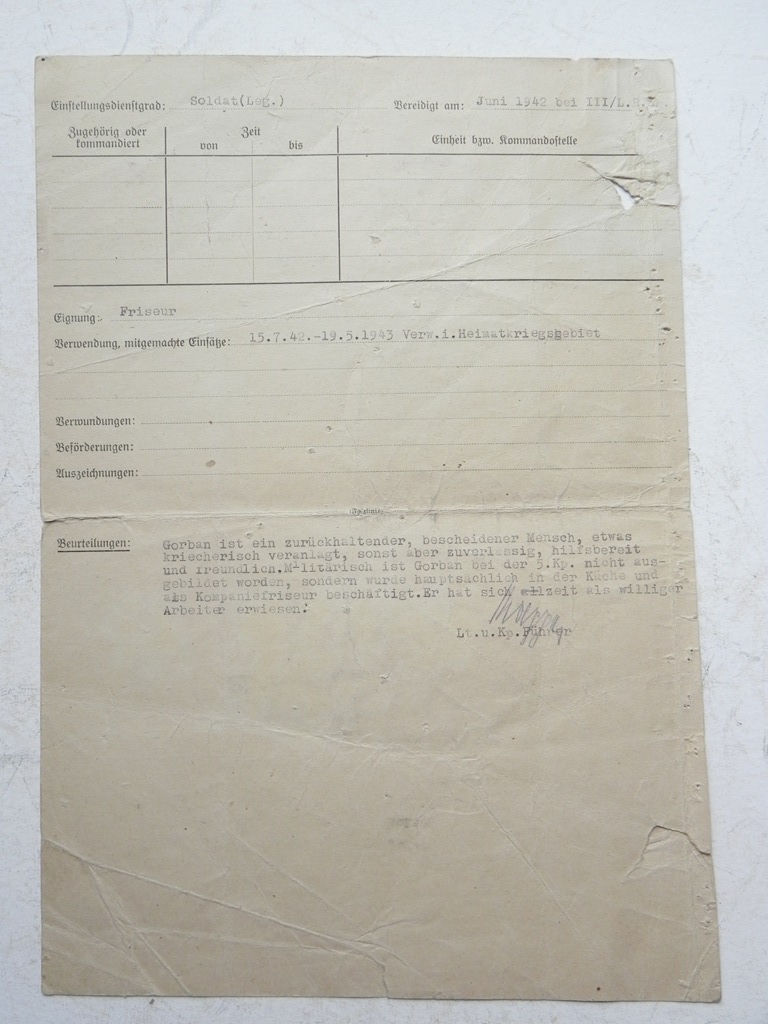 Einstellungsdienstgrad: Soldat(Leg.) Vereidigt am: Juni 1942 bei III/L.R.
Zugehörig oder kommandiert Zeit Einheit bzw. Kommandostelle
von bis
Eignung: Friseur
Verwendung, mitgemachte Einsätze: 15.7.42.-19.5.1943 Verw.i.Heimatkriegsgebiet
Verwundungen:
Beförderungen:
Auszeichnungen:
Beurteilungen: Gorban ist ein zurückhaltender, bescheidener Mensch, etwas
kriecherisch veranlagt, sonst aber zuverlässig, hilfsbereit
und freundlich.Militärisch ist Gorban bei der 5.Kp. nicht aus-
gebildet worden, sondern wurde hauptsächlich in der Küche und
als Kompaniefriseur beschäftigt.Er hat sich allzeit als williger
Arbeiter erwiesen.
Lt.u.Kp.Führer